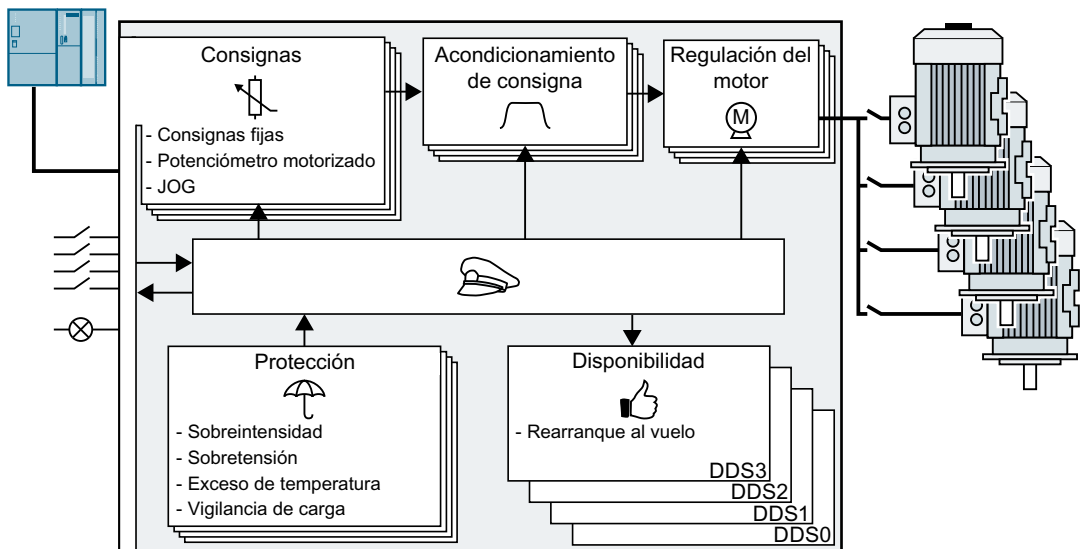 Consignas
- Consignas fijas
- Potenciómetro motorizado
- JOG
Acondicionamiento
de consigna
Regulación del
motor
M
Protección
- Sobreintensidad
- Sobretensión
- Exceso de temperatura
- Vigilancia de carga
Disponibilidad
- Rearranque al vuelo
DDS3
DDS2
DDS1
DDS0